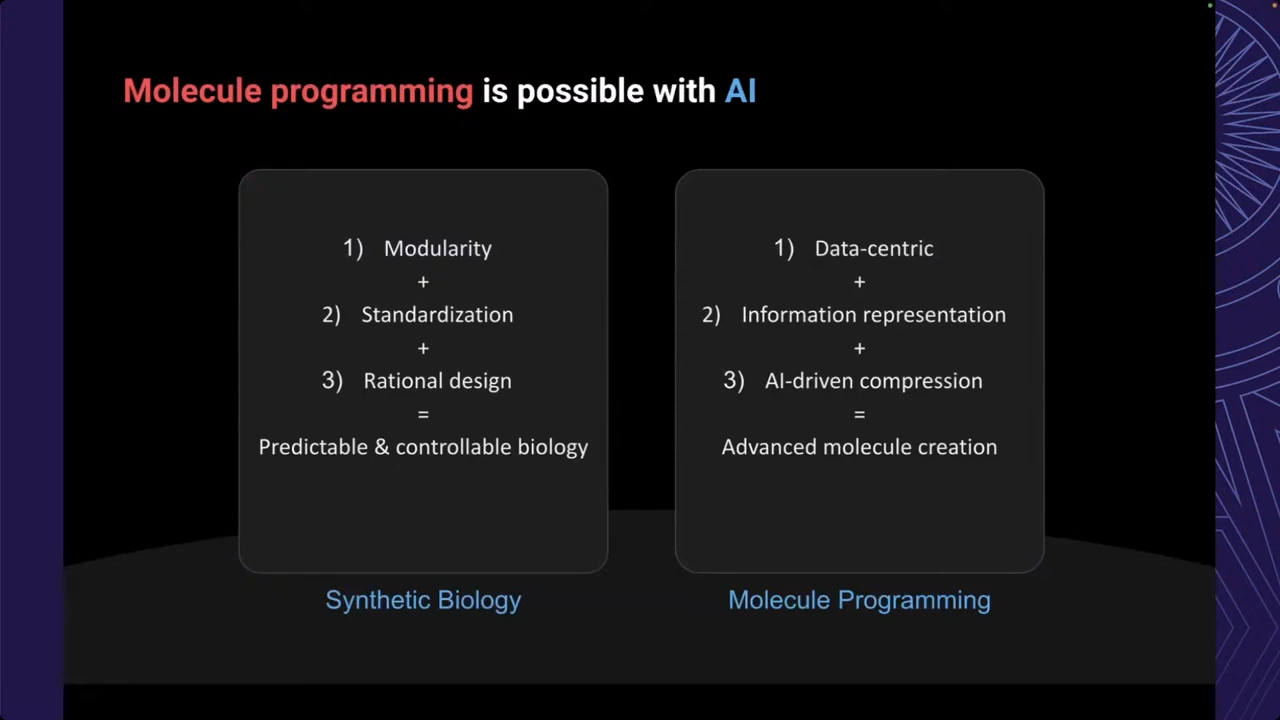 Molecule programming is possible with AI
1) Modularity
+
2) Standardization
+
3) Rational design
=
Predictable & controllable biology
Synthetic Biology
1) Data-centric
+
2) Information representation
+
3) AI-driven compression
=
Advanced molecule creation
Molecule Programming